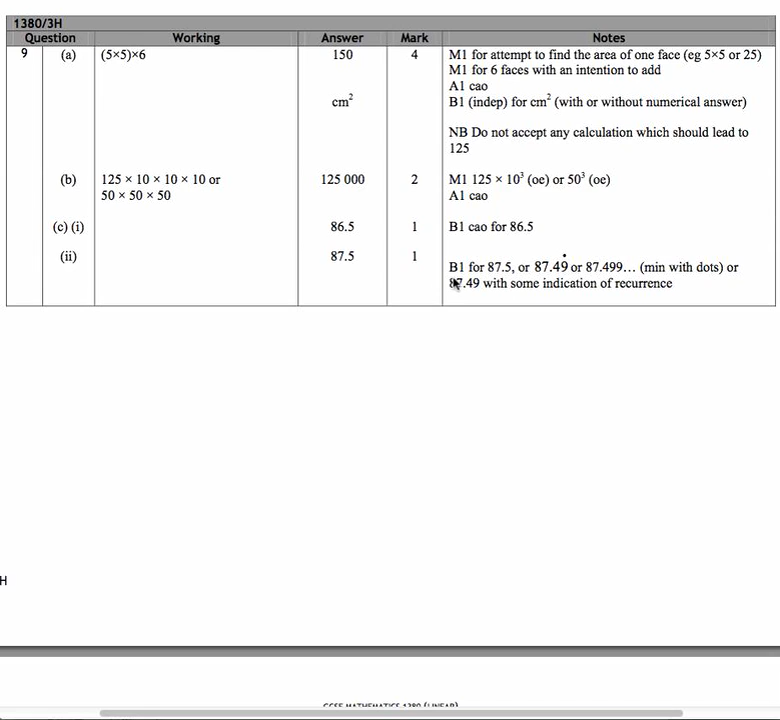 1380/3H
Question Working Answer Mark Notes
9 (a) (5×5)×6 150 4 M1 for attempt to find the area of one face (eg 5×5 or 25)
M1 for 6 faces with an intention to add
A1 cao
cm² B1 (indep) for cm² (with or without numerical answer)
NB Do not accept any calculation which should lead to
125
(b) 125 × 10 × 10 × 10 or 125 000 2 M1 125 × 10³ (oe) or 50³ (oe)
50 × 50 × 50 A1 cao
(c) (i) 86.5 1 B1 cao for 86.5
(ii) 87.5 1
B1 for 87.5, or 87.49̇ or 87.499… (min with dots) or
87.49 with some indication of recurrence
H
GCSE MATHEMATICS 1380 (LINEAR)